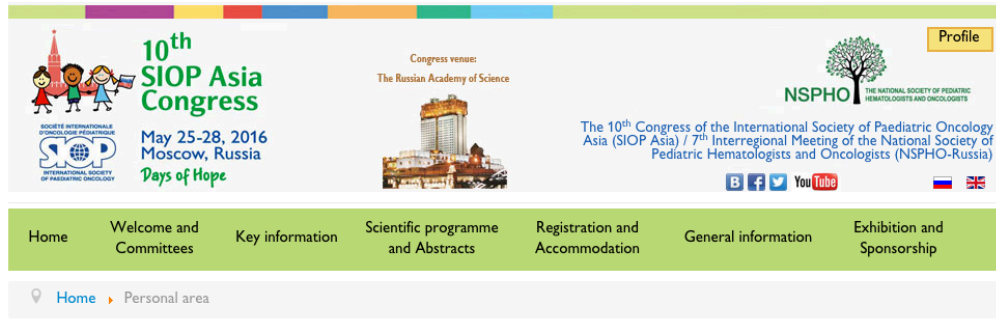 10th
SIOP Asia
Congress
SOCIÉTÉ INTERNATIONALE
D'ONCOLOGIE PÉDIATRIQUE
SIOP
INTERNATIONAL SOCIETY
OF PAEDIATRIC ONCOLOGY
May 25-28, 2016
Moscow, Russia
Days of Hope
Congress venue:
The Russian Academy of Science
Profile
NSPHO
THE NATIONAL SOCIETY OF PEDIATRIC
HEMATOLOGISTS AND ONCOLOGISTS
The 10th Congress of the International Society of Paediatric Oncology
Asia (SIOP Asia) / 7th Interregional Meeting of the National Society of
Pediatric Hematologists and Oncologists (NSPHO-Russia)
B f You Tube
Home
Welcome and
Committees
Key information
Scientific programme
and Abstracts
Registration and
Accommodation
General information
Exhibition and
Sponsorship
Home Personal area